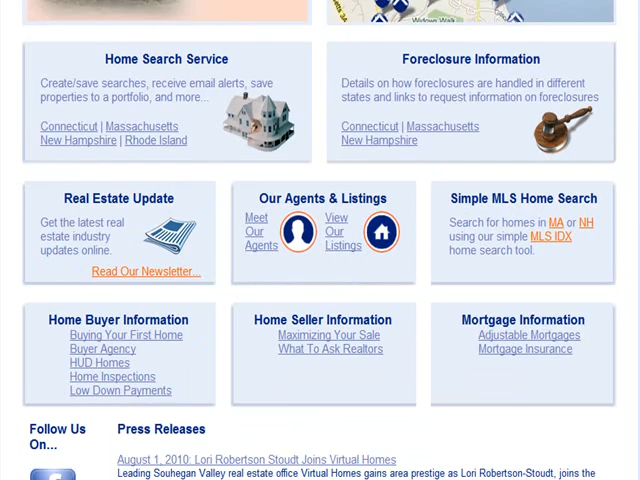 Widows Walk
Home Search Service
Create/save searches, receive email alerts, save
properties to a portfolio, and more...
Connecticut | Massachusetts
New Hampshire | Rhode Island
Foreclosure Information
Details on how foreclosures are handled in different
states and links to request information on foreclosures
Connecticut | Massachusetts
New Hampshire
Real Estate Update
Get the latest real
estate industry
updates online.
Read Our Newsletter...
Our Agents & Listings
Meet
Our
Agents
View
Our
Listings
Simple MLS Home Search
Search for homes in MA or NH
using our simple MLS IDX
home search tool.
Home Buyer Information
Buying Your First Home
Buyer Agency
HUD Homes
Home Inspections
Low Down Payments
Home Seller Information
Maximizing Your Sale
What To Ask Realtors
Mortgage Information
Adjustable Mortgages
Mortgage Insurance
Follow Us
On...
Press Releases
August 1, 2010: Lori Robertson Stoudt Joins Virtual Homes
Leading Souhegan Valley real estate office Virtual Homes gains area prestige as Lori Robertson-Stoudt, joins the